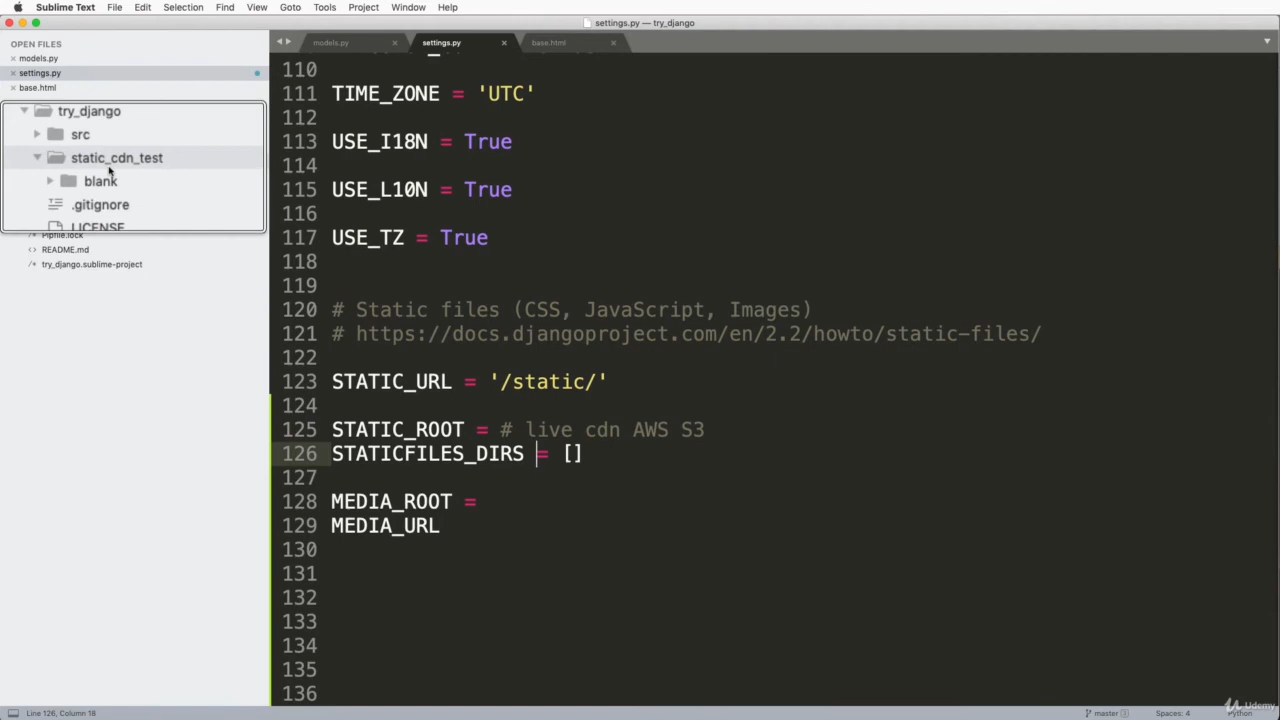 Sublime Text File Edit Selection Find View Goto Tools Project Window Help
settings.py — try_django
OPEN FILES
models.py
settings.py
base.html
try_django
src
static_cdn_test
blank
.gitignore
LICENSE
Pipfile.lock
README.md
try_django.sublime-project
models.py settings.py base.html
110
111 TIME_ZONE = 'UTC'
112
113 USE_I18N = True
114
115 USE_L10N = True
116
117 USE_TZ = True
118
119
120 # Static files (CSS, JavaScript, Images)
121 # https://docs.djangoproject.com/en/2.2/howto/static-files/
122
123 STATIC_URL = '/static/'
124
125 STATIC_ROOT = # live cdn AWS S3
126 STATICFILES_DIRS = []
127
128 MEDIA_ROOT =
129 MEDIA_URL
130
131
132
133
134
135
136
Line 126, Column 18 master Spaces: 4 Python
Udemy